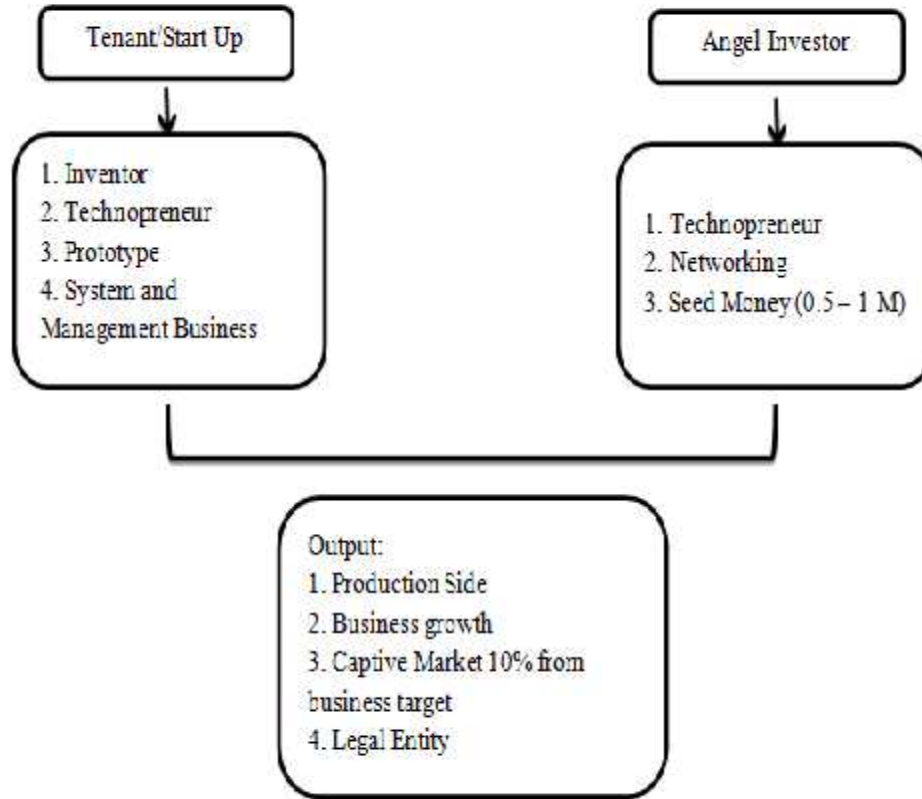 Tenant/Start Up
Angel Investor
1. Inventor
2. Technopreneur
3. Prototype
4. System and
Management Business
1. Technopreneur
2. Networking
3. Seed Money (0.5 – 1 M)
Output:
1. Production Side
2. Business growth
3. Captive Market 10% from
business target
4. Legal Entity